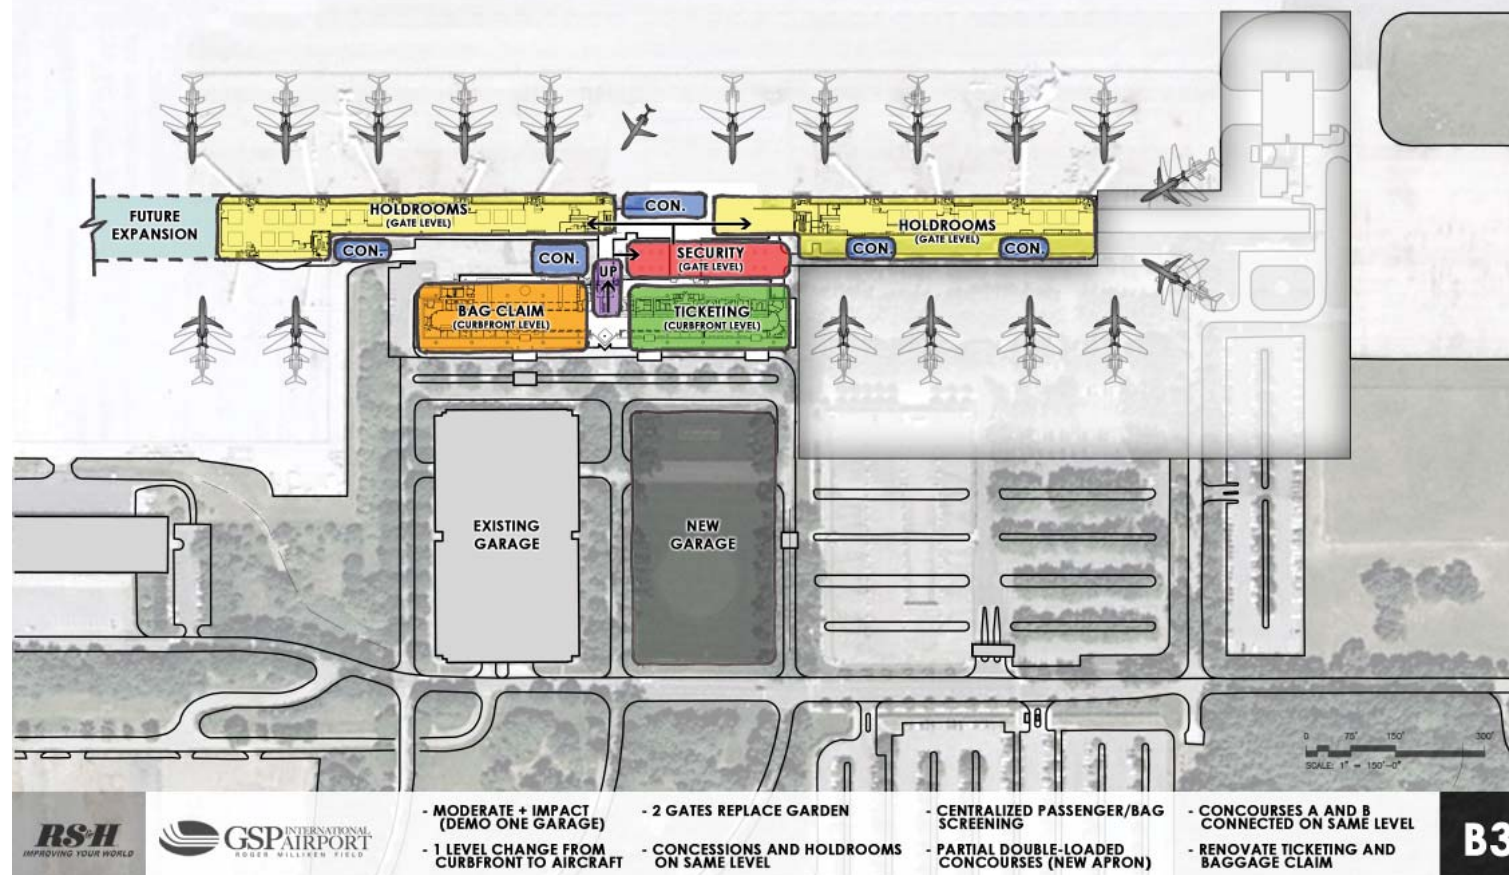 CON.
FUTURE
EXPANSION
HOLDROOMS
(GATE LEVEL)
HOLDROOMS
(GATE LEVEL)
CON.
CON.
UP
SECURITY
(GATE LEVEL)
CON.
CON.
BAG CLAIM
(CURBFRONT LEVEL)
TICKETING
(CURBFRONT LEVEL)
EXISTING
GARAGE
NEW
GARAGE
0 75' 150' 300'
SCALE: 1" = 150'-0"
RS&H
IMPROVING YOUR WORLD
GSP INTERNATIONAL
AIRPORT
ROGER MILLIKEN FIELD
- MODERATE + IMPACT
(DEMO ONE GARAGE)
- 1 LEVEL CHANGE FROM
CURBFRONT TO AIRCRAFT
- 2 GATES REPLACE GARDEN
- CONCESSIONS AND HOLDROOMS
ON SAME LEVEL
- CENTRALIZED PASSENGER/BAG
SCREENING
- PARTIAL DOUBLE-LOADED
CONCOURSES (NEW APRON)
- CONCOURSES A AND B
CONNECTED ON SAME LEVEL
- RENOVATE TICKETING AND
BAGGAGE CLAIM
B3